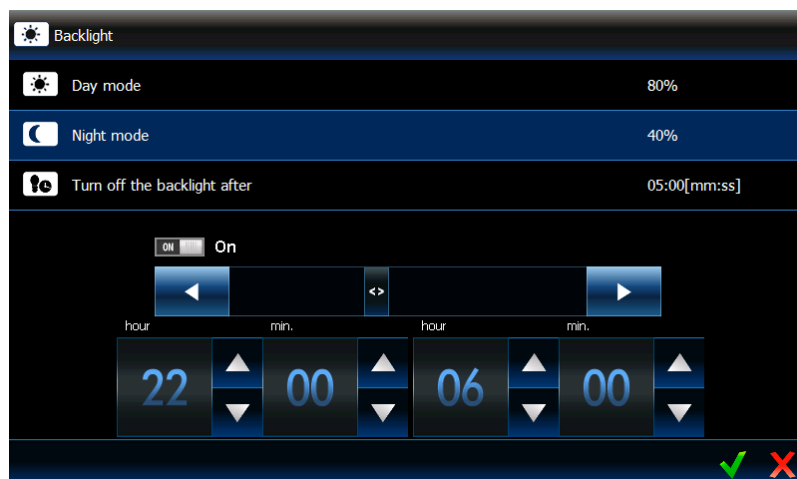 Backlight
Day mode 80%
Night mode 40%
Turn off the backlight after 05:00[mm:ss]
ON On
<>
hour min. hour min.
22 00 06 00